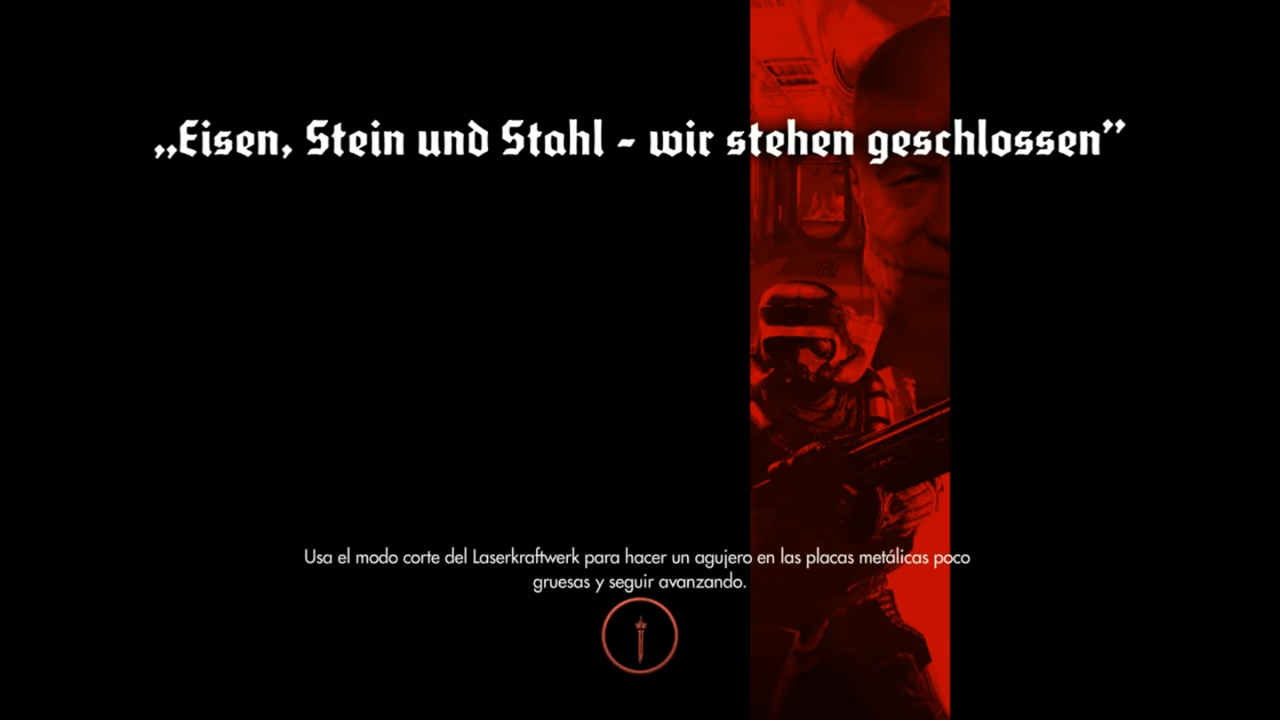 „Eisen, Stein und Stahl - wir stehen geschlossen”
Usa el modo corte del Laserkraftwerk para hacer un agujero en las placas metálicas poco
gruesas y seguir avanzando.